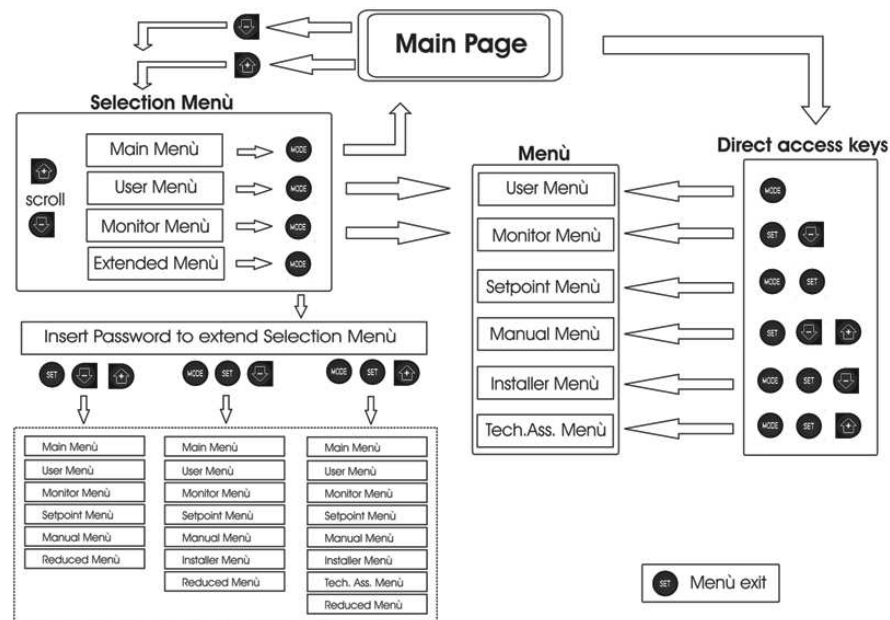 Main Page
Selection Menù
scroll
Main Menù
MODE
User Menù
MODE
Monitor Menù
MODE
Extended Menù
MODE
Insert Password to extend Selection Menù
SET
MODE SET
MODE SET
Main Menù
User Menù
Monitor Menù
Setpoint Menù
Manual Menù
Reduced Menù
Main Menù
User Menù
Monitor Menù
Setpoint Menù
Manual Menù
Installer Menù
Reduced Menù
Main Menù
User Menù
Monitor Menù
Setpoint Menù
Manual Menù
Installer Menù
Tech. Ass. Menù
Reduced Menù
Menù
User Menù
Monitor Menù
Setpoint Menù
Manual Menù
Installer Menù
Tech.Ass. Menù
Direct access keys
MODE
SET
MODE SET
SET
MODE SET
MODE SET
SET Menù exit